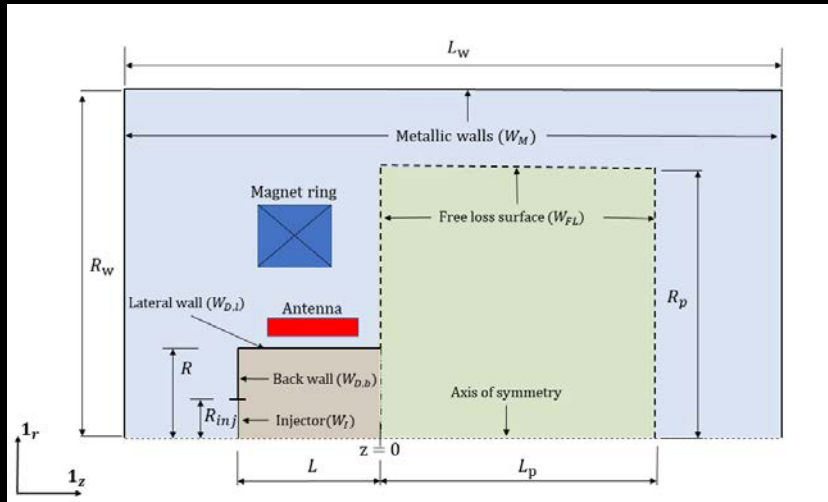 L_w
Metallic walls (W_M)
Magnet ring
Free loss surface (W_FL)
R_w
R_p
Lateral wall (W_D,l)
Antenna
R
Back wall (W_D,b)
Axis of symmetry
R_inj
Injector(W_I)
1_r
z = 0
1_z
L
L_p